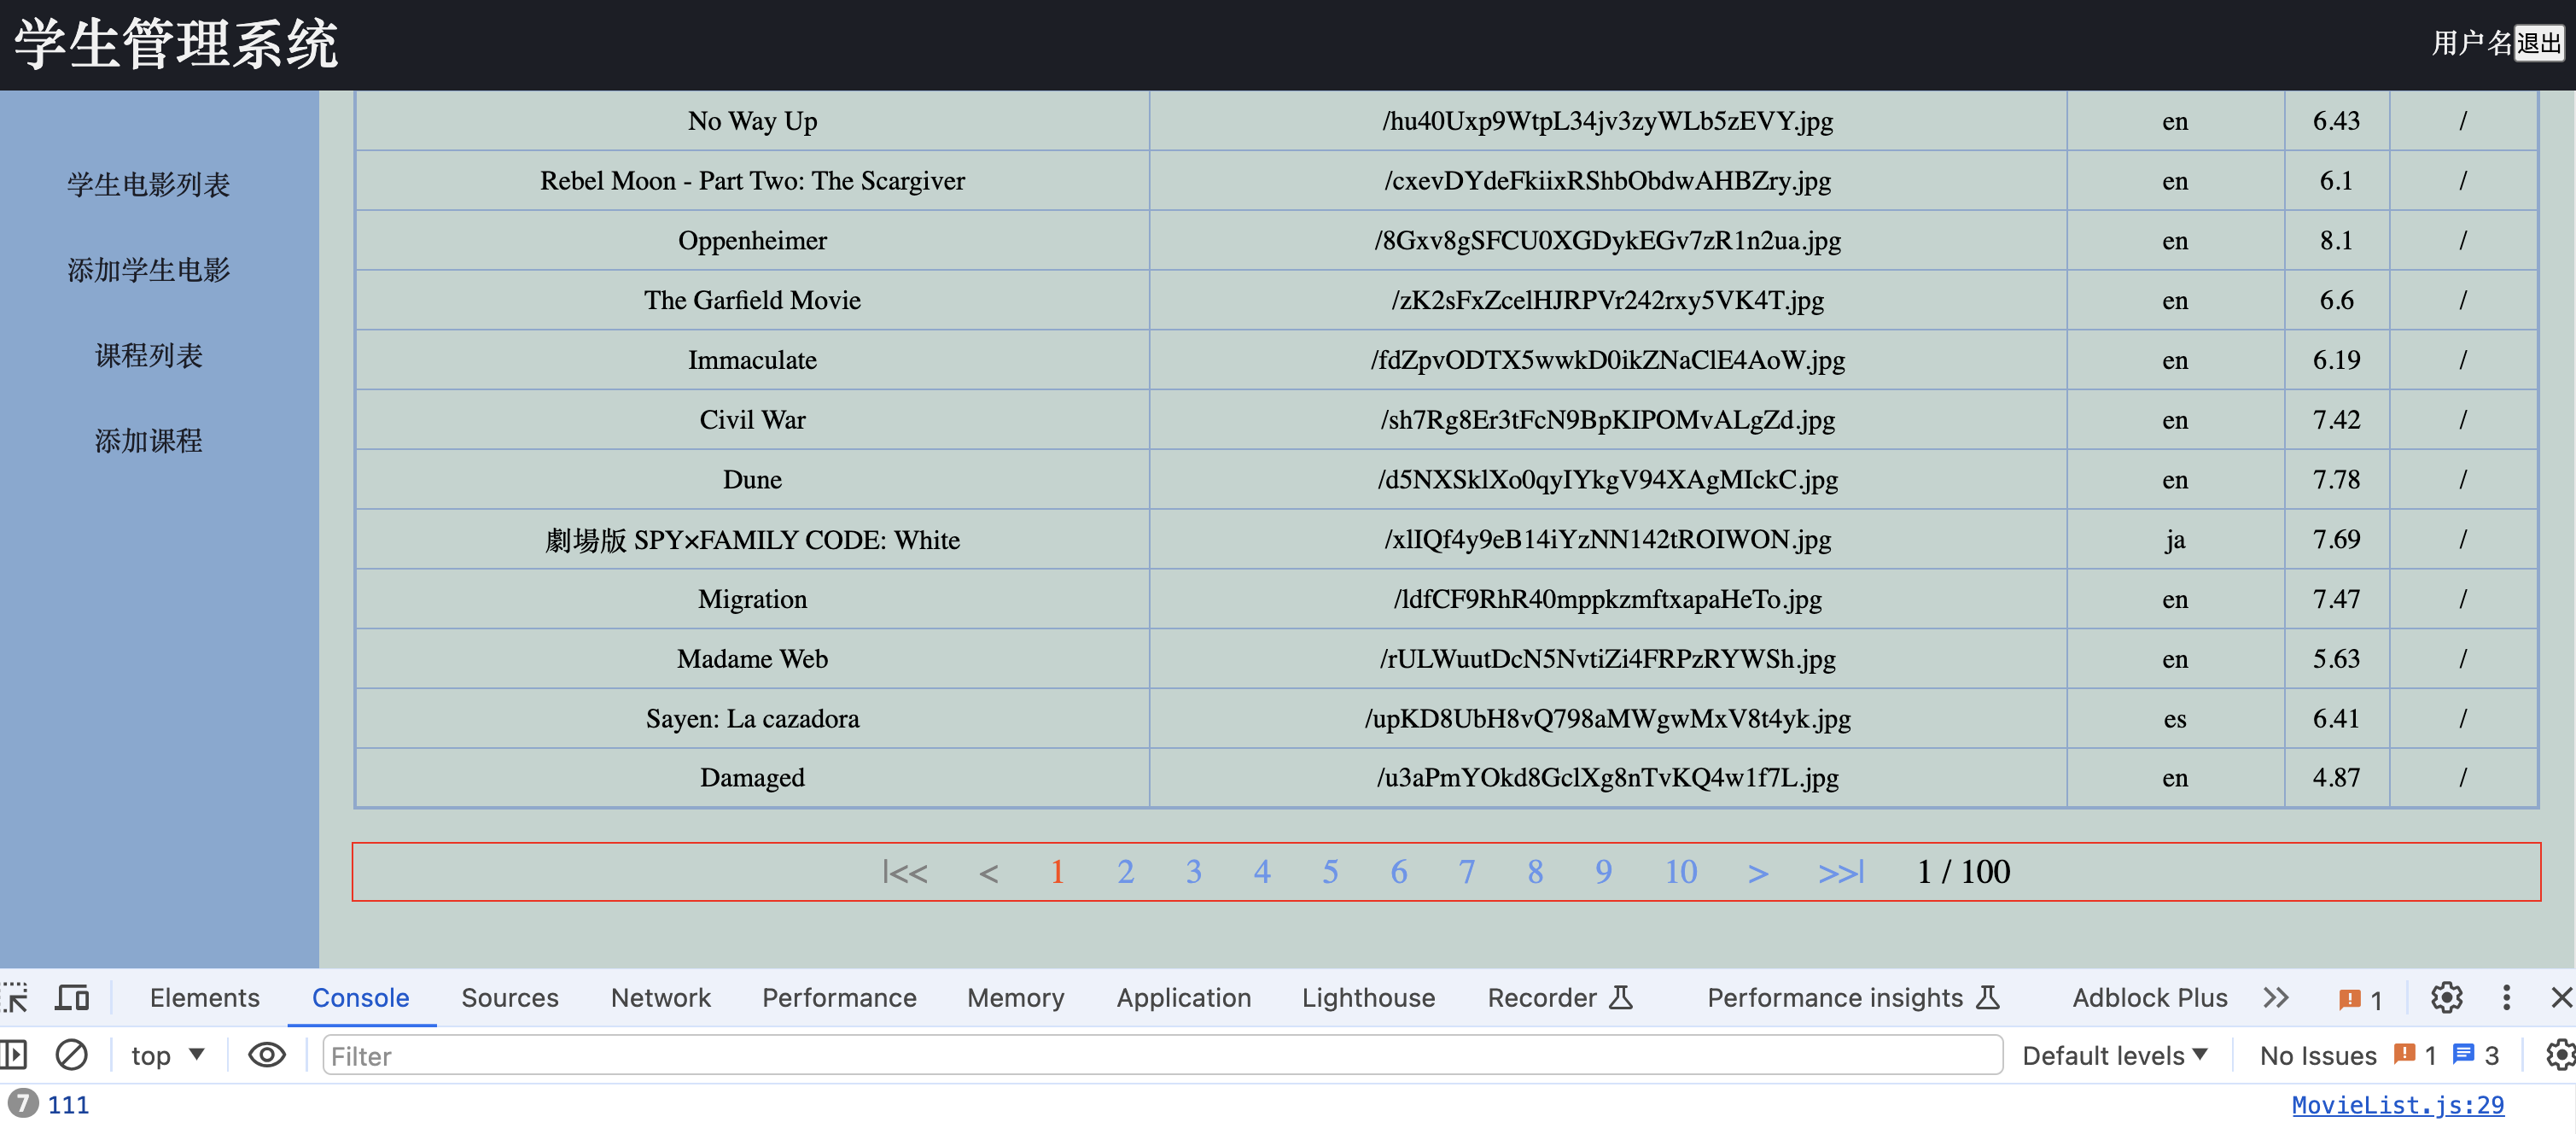 学生管理系统 用户名 退出
学生电影列表
添加学生电影
课程列表
添加课程
No Way Up /hu40Uxp9WtpL34jv3zyWLb5zEVY.jpg en 6.43 /
Rebel Moon - Part Two: The Scargiver /cxevDYdeFkiixRShbObdwAHBZry.jpg en 6.1 /
Oppenheimer /8Gxv8gSFCU0XGDykEGv7zR1n2ua.jpg en 8.1 /
The Garfield Movie /zK2sFxZcelHJRPVr242rxy5VK4T.jpg en 6.6 /
Immaculate /fdZpvODTX5wwkD0ikZNaClE4AoW.jpg en 6.19 /
Civil War /sh7Rg8Er3tFcN9BpKIPOMvALgZd.jpg en 7.42 /
Dune /d5NXSklXo0qyIYkgV94XAgMIckC.jpg en 7.78 /
劇場版 SPY×FAMILY CODE: White /xlIQf4y9eB14iYzNN142tROIWON.jpg ja 7.69 /
Migration /ldfCF9RhR40mppkzmftxapaHeTo.jpg en 7.47 /
Madame Web /rULWuutDcN5NvtiZi4FRPzRYWSh.jpg en 5.63 /
Sayen: La cazadora /upKD8UbH8vQ798aMWgwMxV8t4yk.jpg es 6.41 /
Damaged /u3aPmYOkd8GclXg8nTvKQ4w1f7L.jpg en 4.87 /
|<< < 1 2 3 4 5 6 7 8 9 10 > >>| 1 / 100
Elements Console Sources Network Performance Memory Application Lighthouse Recorder Performance insights Adblock Plus 1
top Filter Default levels No Issues 1 3
7 111 MovieList.js:29